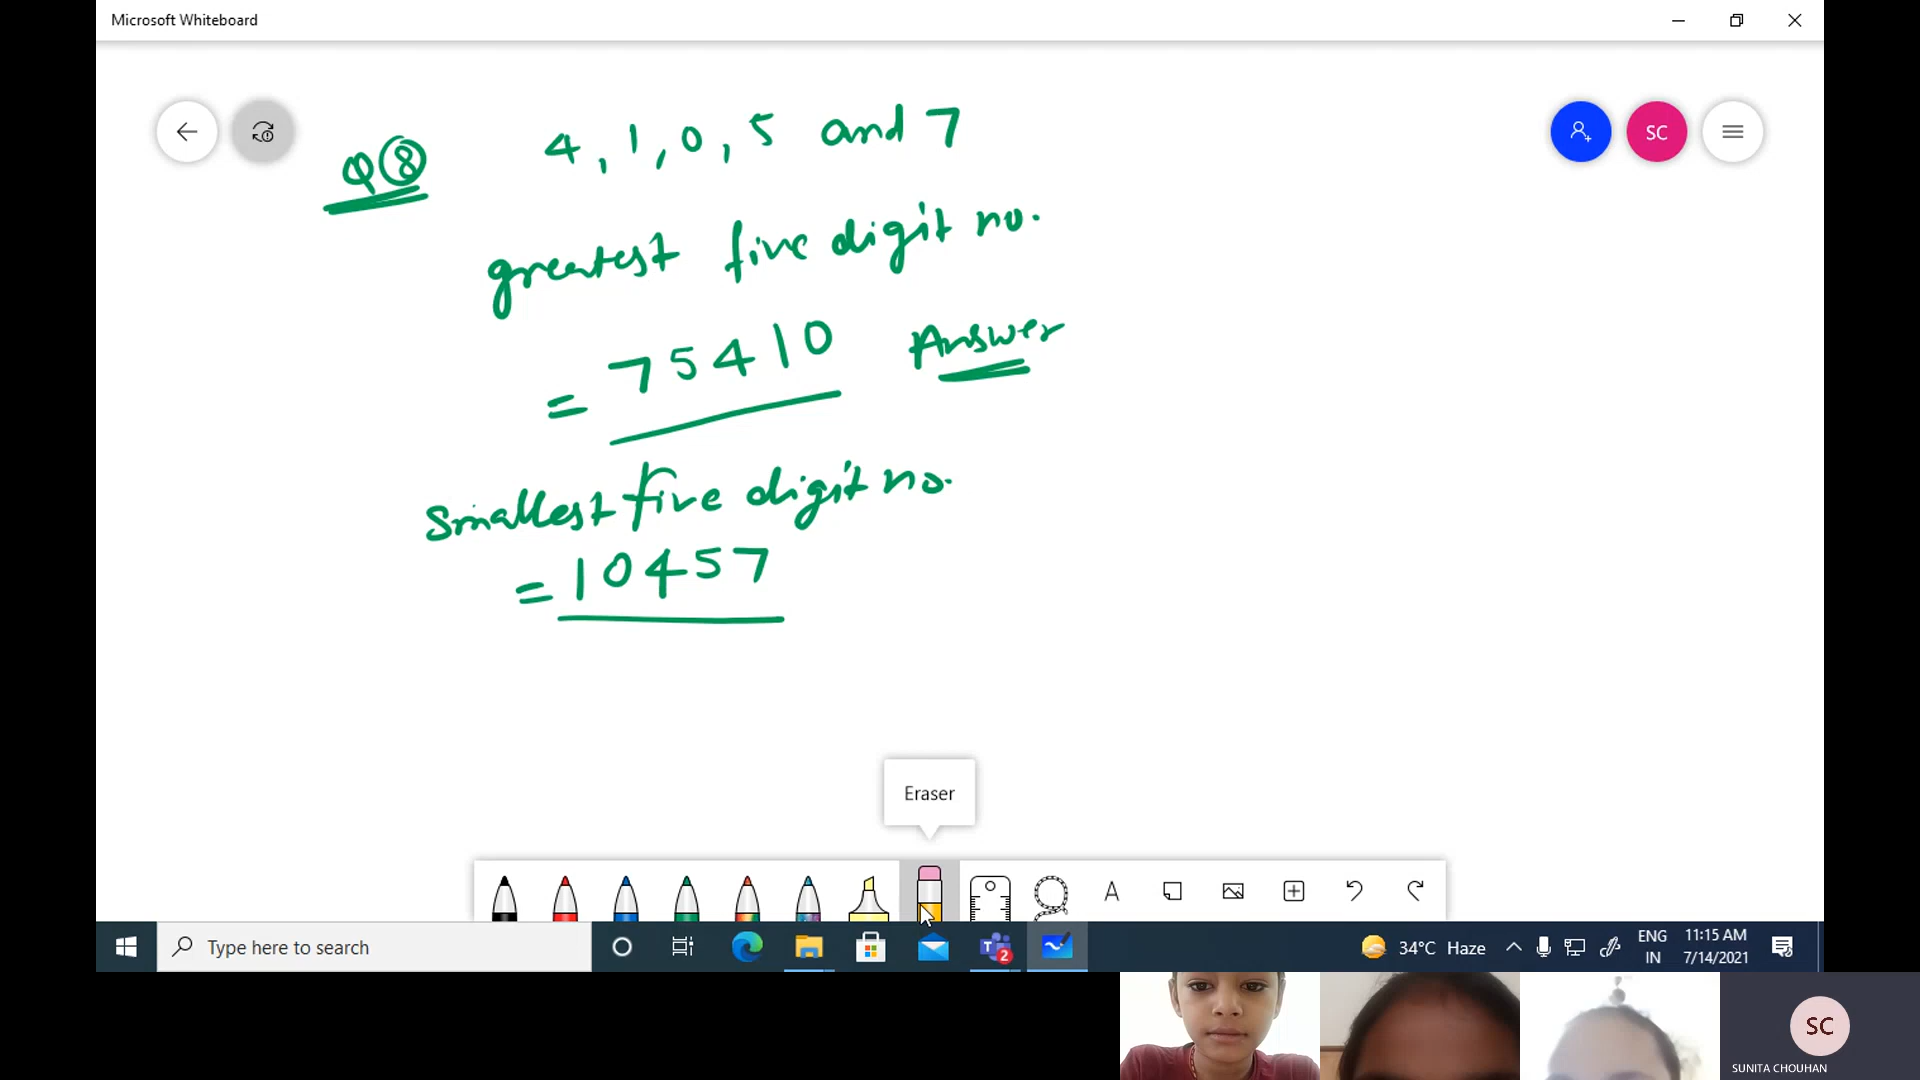 Microsoft Whiteboard
SC
Q 8
4, 1, 0, 5 and 7
greatest five digit no.
= 75410 Answer
Smallest five digit no.
= 10457
Eraser
A
Type here to search
2
34°C Haze
ENG
IN
11:15 AM
7/14/2021
SC
SUNITA CHOUHAN